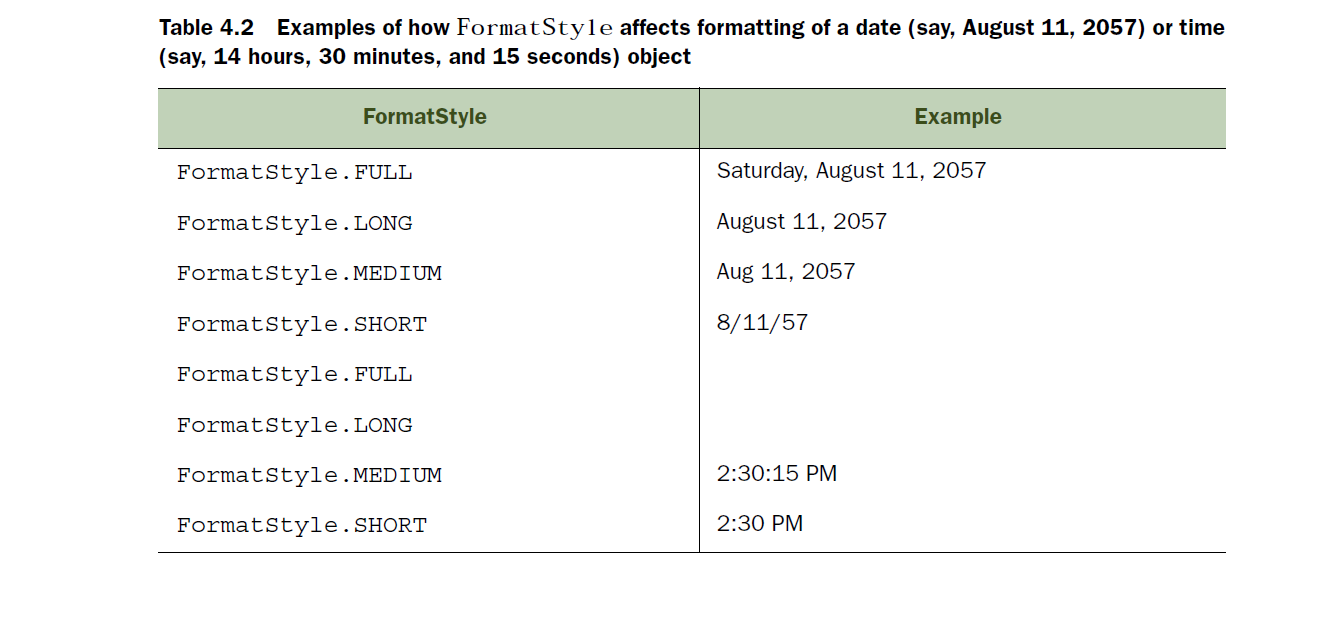 Table 4.2 Examples of how FormatStyle affects formatting of a date (say, August 11, 2057) or time
(say, 14 hours, 30 minutes, and 15 seconds) object
FormatStyle Example
FormatStyle.FULL Saturday, August 11, 2057
FormatStyle.LONG August 11, 2057
FormatStyle.MEDIUM Aug 11, 2057
FormatStyle.SHORT 8/11/57
FormatStyle.FULL
FormatStyle.LONG
FormatStyle.MEDIUM 2:30:15 PM
FormatStyle.SHORT 2:30 PM